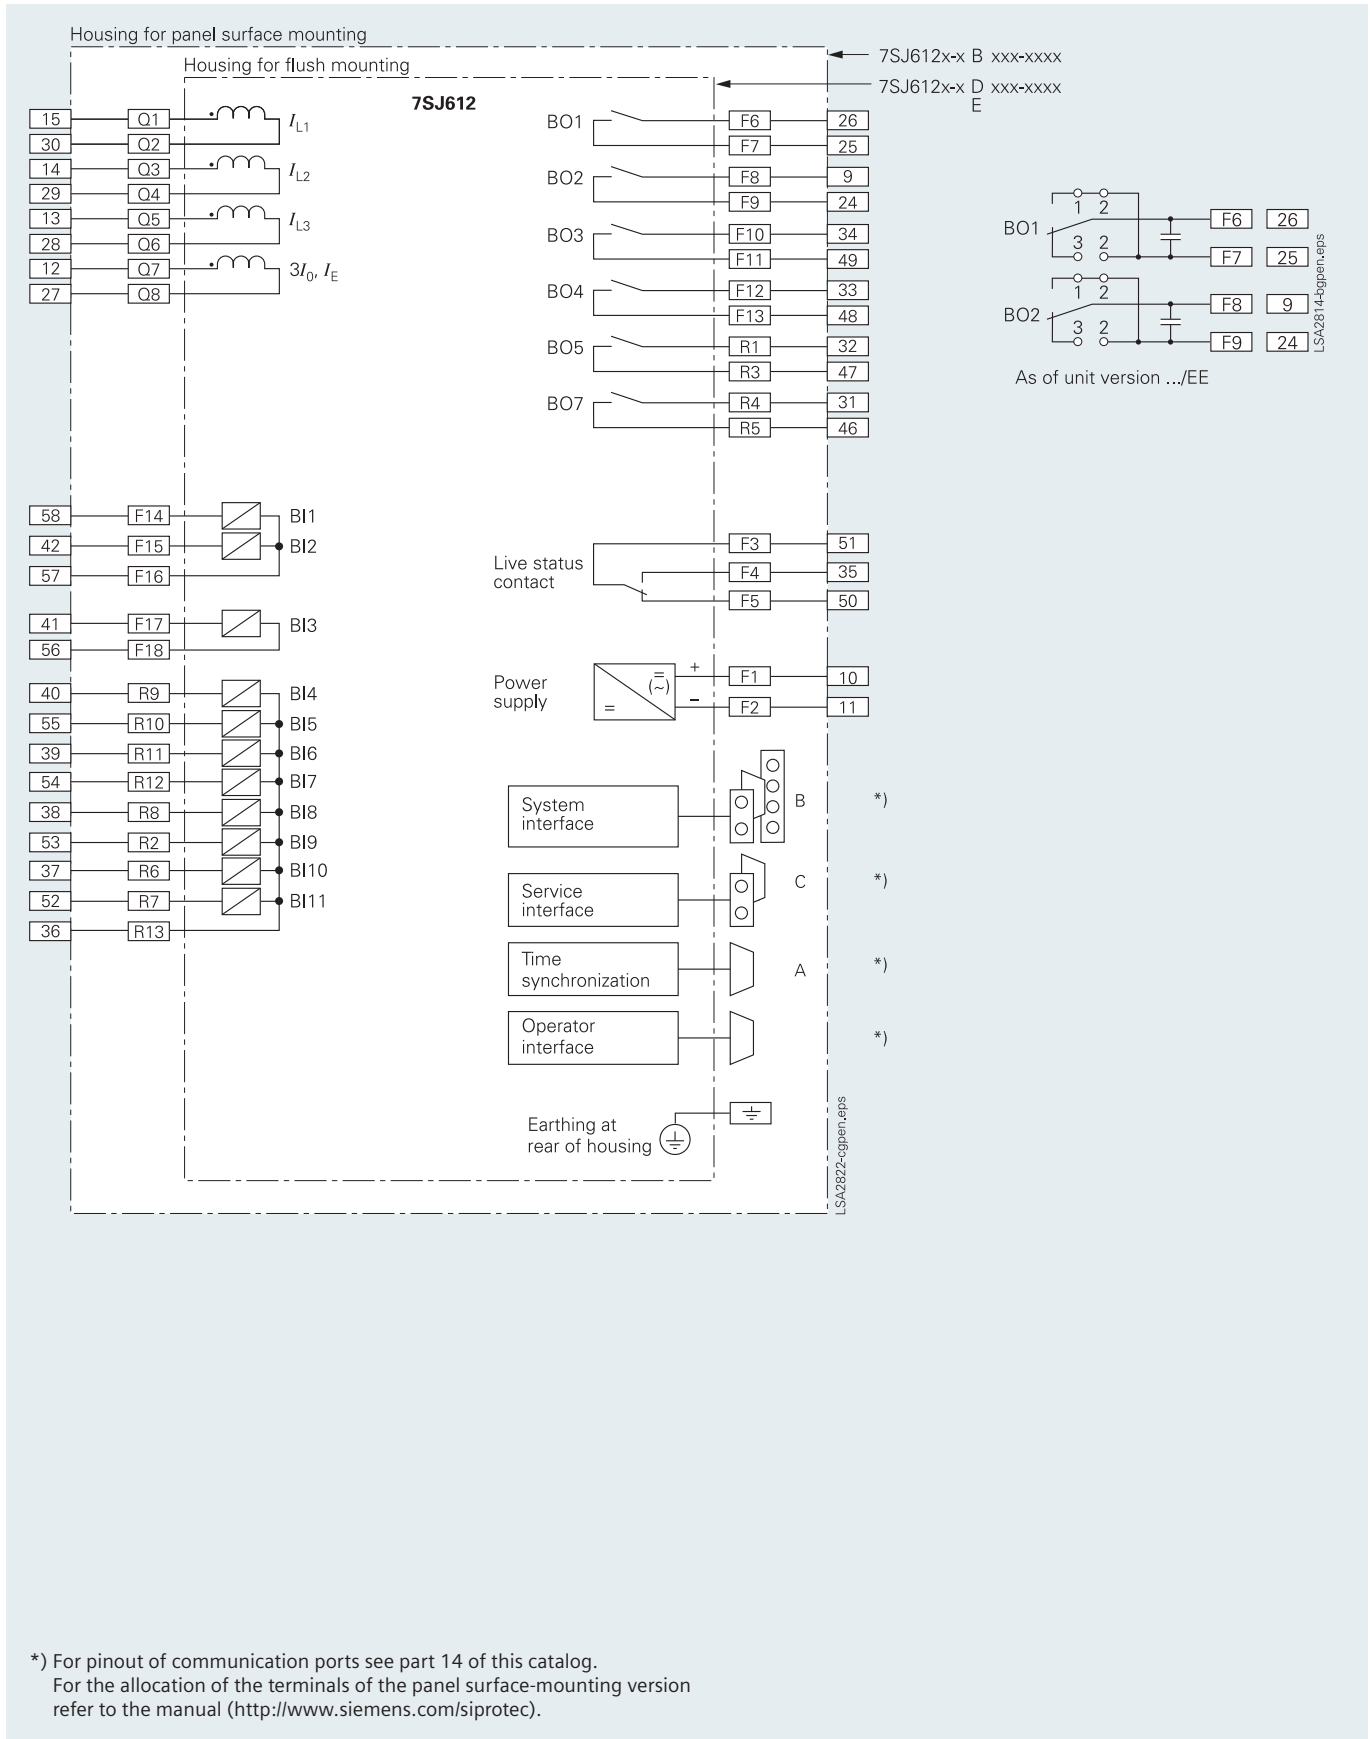 Housing for panel surface mounting
Housing for flush mounting
7SJ612
7SJ612x-x B xxx-xxxx
7SJ612x-x D xxx-xxxx
E
15 Q1 IL1
30 Q2
14 Q3 IL2
29 Q4
13 Q5 IL3
28 Q6
12 Q7 3I0, IE
27 Q8
BO1 F6 26
F7 25
BO2 F8 9
F9 24
BO3 F10 34
F11 49
BO4 F12 33
F13 48
BO5 R1 32
R3 47
BO7 R4 31
R5 46
1 2
BO1 F6 26
3 2
F7 25
1 2
BO2 F8 9
3 2
F9 24
As of unit version .../EE
LSA2814-bgpen.eps
58 F14 BI1
42 F15 BI2
57 F16
41 F17 BI3
56 F18
40 R9 BI4
55 R10 BI5
39 R11 BI6
54 R12 BI7
38 R8 BI8
53 R2 BI9
37 R6 BI10
52 R7 BI11
36 R13
Live status
contact
F3 51
F4 35
F5 50
Power
supply
= (~) =
+ F1 10
- F2 11
System
interface
B *)
Service
interface
C *)
Time
synchronization
A *)
Operator
interface
*)
Earthing at
rear of housing
LSA2822-cgpen.eps
*) For pinout of communication ports see part 14 of this catalog.
For the allocation of the terminals of the panel surface-mounting version
refer to the manual (http://www.siemens.com/siprotec).